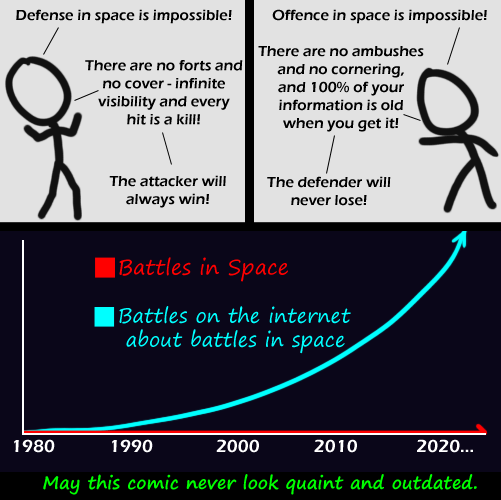 Defense in space is impossible!
There are no forts and
no cover - infinite
visibility and every
hit is a kill!
The attacker will
always win!
Offence in space is impossible!
There are no ambushes
and no cornering,
and 100% of your
information is old
when you get it!
The defender will
never lose!
Battles in Space
Battles on the internet
about battles in space
1980 1990 2000 2010 2020...
May this comic never look quaint and outdated.